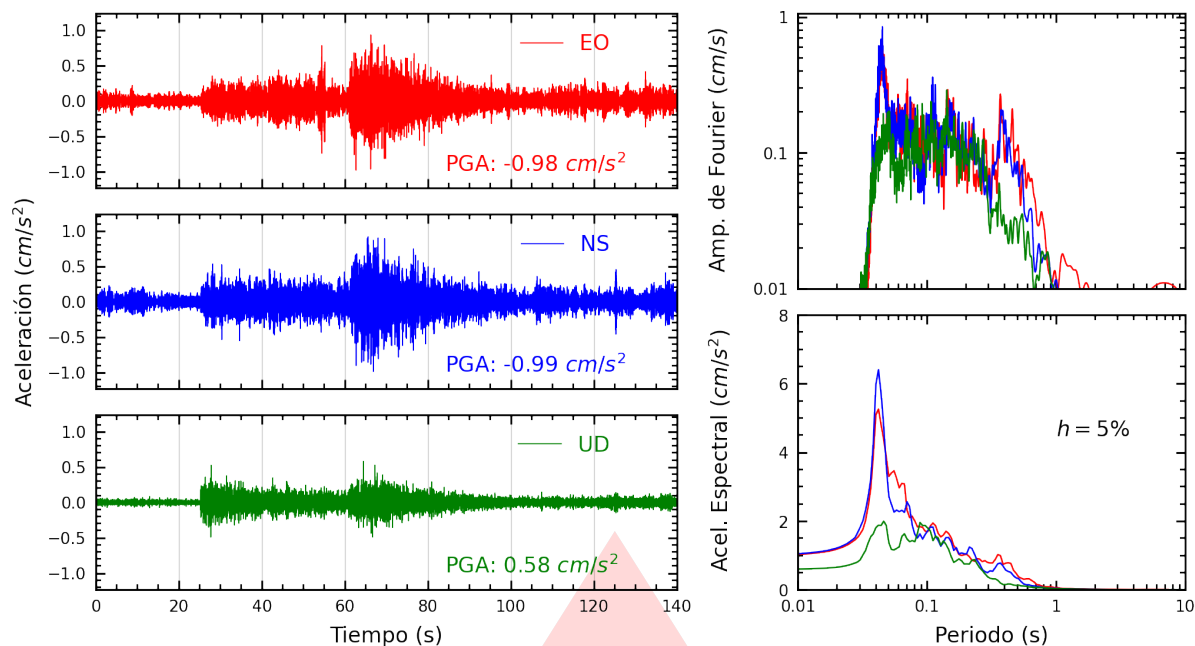 Aceleración (cm/s²)
1.0
0.5
0.0
−0.5
−1.0
EO
PGA: -0.98 cm/s²
1.0
0.5
0.0
−0.5
−1.0
NS
PGA: -0.99 cm/s²
1.0
0.5
0.0
−0.5
−1.0
UD
PGA: 0.58 cm/s²
0 20 40 60 80 100 120 140
Tiempo (s)
Amp. de Fourier (cm/s)
1
0.1
0.01
Acel. Espectral (cm/s²)
8
6
4
2
0
h = 5%
0.01 0.1 1 10
Periodo (s)